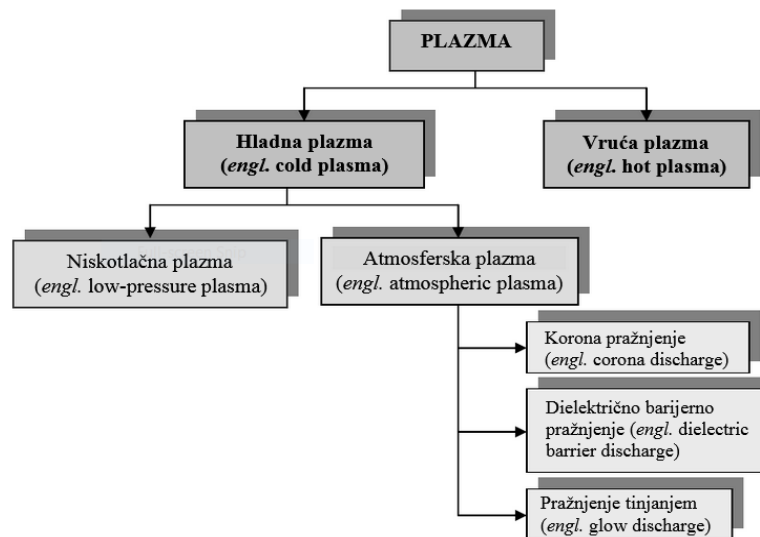 PLAZMA
Hladna plazma
(engl. cold plasma)
Vruća plazma
(engl. hot plasma)
Niskotlačna plazma
(engl. low-pressure plasma)
Atmosferska plazma
(engl. atmospheric plasma)
Korona pražnjenje
(engl. corona discharge)
Dielektrično barijerno
pražnjenje (engl. dielectric
barrier discharge)
Pražnjenje tinjanjem
(engl. glow discharge)